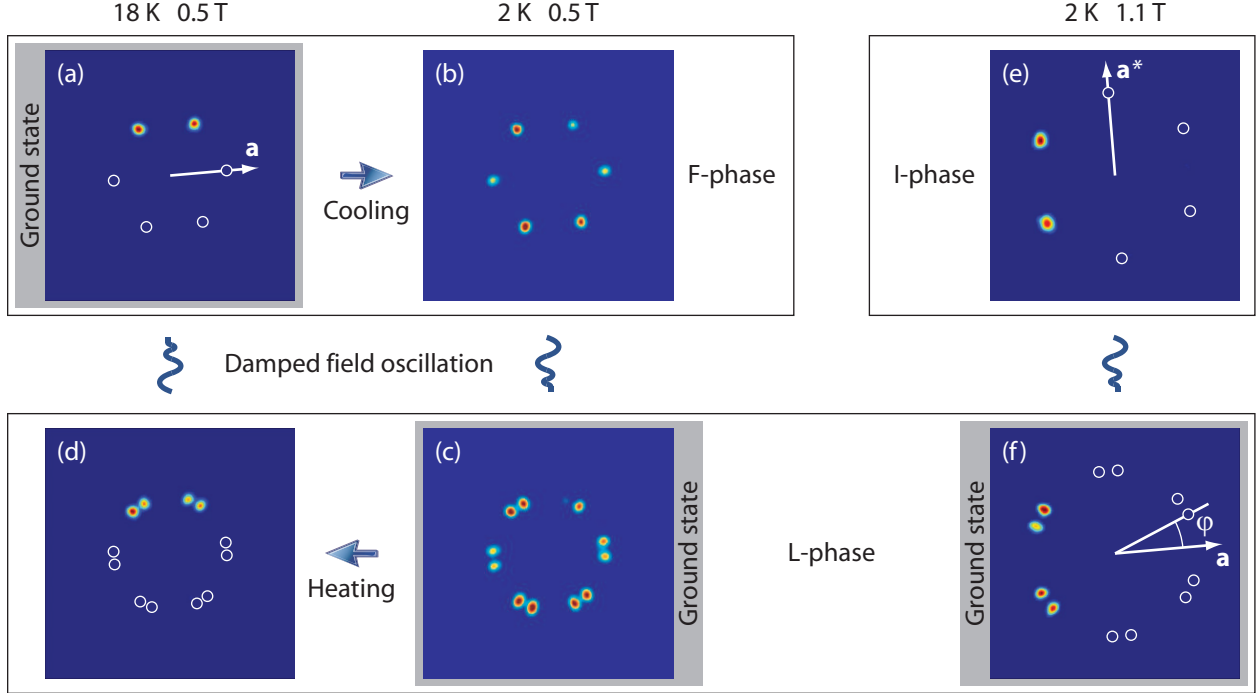 18 K 0.5 T
2 K 0.5 T
2 K 1.1 T
Ground state
(a)
a
Cooling
(b)
F-phase
I-phase
(e)
a*
Damped field oscillation
(d)
Heating
(c)
Ground state
L-phase
Ground state
(f)
φ
a